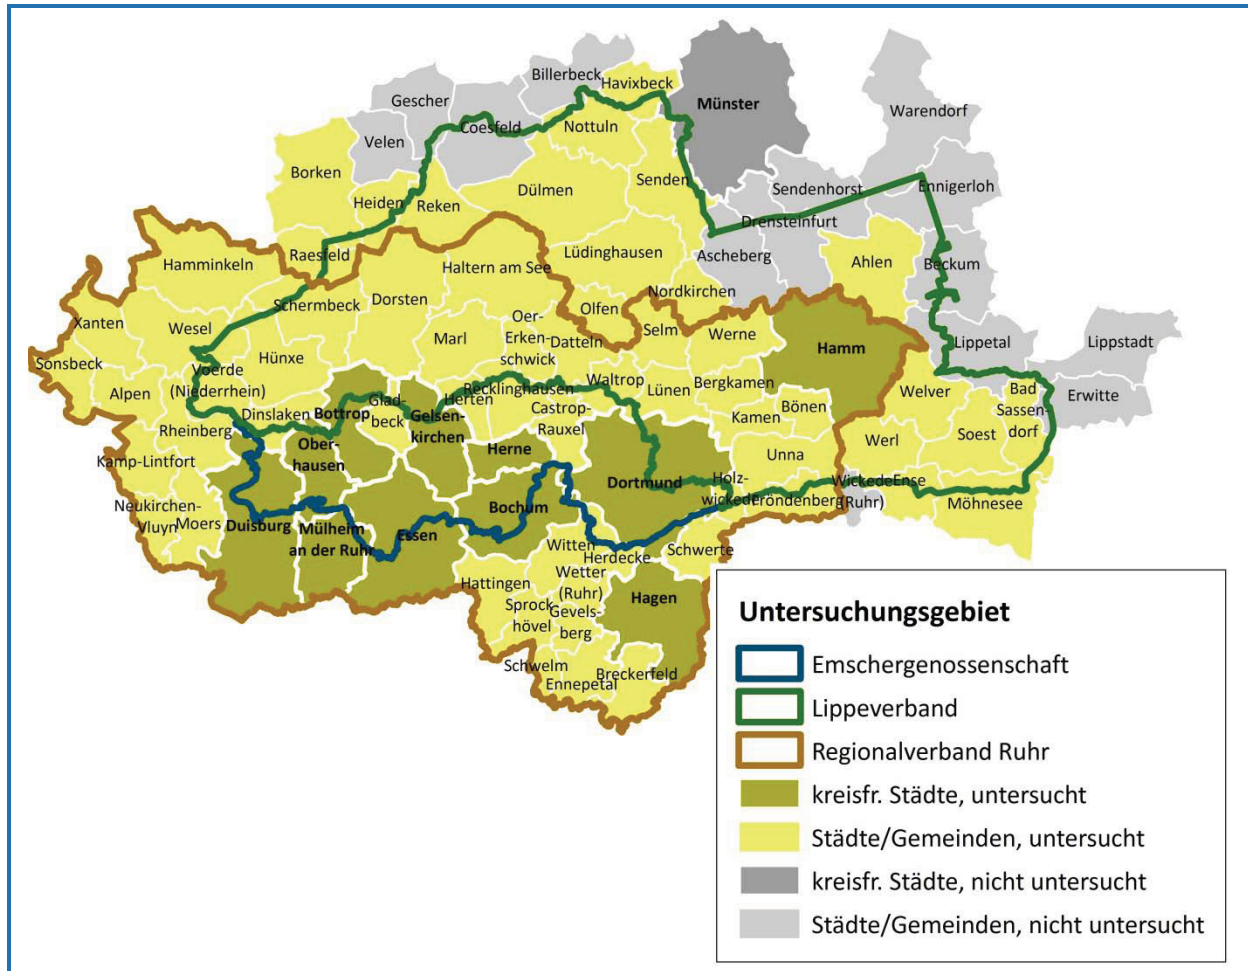 Billerbeck
Havixbeck
Gescher
Münster
Warendorf
Coesfeld
Nottuln
Velen
Borken
Senden
Sendenhorst
Ennigerloh
Dülmen
Heiden
Reken
Drensteinfurt
Raesfeld
Lüdinghausen
Ascheberg
Ahlen
Beckum
Hamminkeln
Haltern am See
Nordkirchen
Schermbeck
Dorsten
Olfen
Xanten
Wesel
Marl
Oer-
Erken-
schwick
Datteln
Selm
Werne
Hamm
Lippetal
Lippstadt
Sonsbeck
Voerde
(Niederrhein)
Hünxe
Alpen
Recklinghausen
Waltrop
Lünen
Bergkamen
Welver
Bad
Sassen-
dorf
Erwitte
Dinslaken
Bottrop
Glad-
beck
Gelsen-
kirchen
Herten
Castrop-
Rauxel
Kamen
Bönen
Rheinberg
Ober-
hausen
Herne
Werl
Soest
Kamp-Lintfort
Unna
Dortmund
Holz-
wickede
Fröndenberg
Wickede
(Ruhr)
Ense
Möhnesee
Neukirchen-
Vluyn
Moers
Duisburg
Mülheim
an der Ruhr
Essen
Bochum
Witten
Herdecke
Schwerte
Hattingen
Wetter
(Ruhr)
Hagen
Sprock
hövel
Gevels-
berg
Schwelm
Ennepetal
Breckerfeld
Untersuchungsgebiet
Emschergenossenschaft
Lippeverband
Regionalverband Ruhr
kreisfr. Städte, untersucht
Städte/Gemeinden, untersucht
kreisfr. Städte, nicht untersucht
Städte/Gemeinden, nicht untersucht